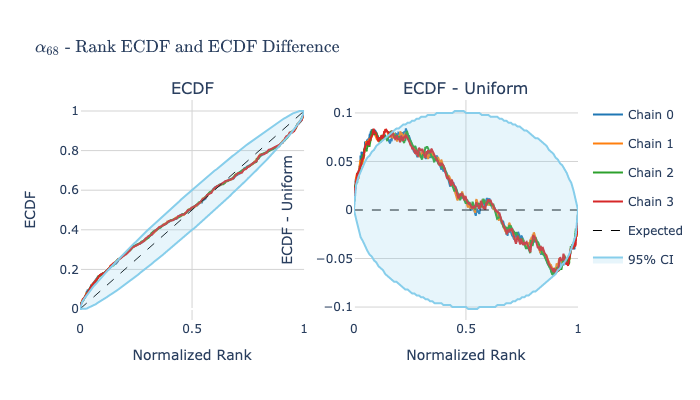 α68 - Rank ECDF and ECDF Difference
ECDF
ECDF
0
0.2
0.4
0.6
0.8
1
0
0.5
1
Normalized Rank
ECDF - Uniform
ECDF - Uniform
0.1
0.05
0
−0.05
−0.1
0
0.5
1
Normalized Rank
Chain 0
Chain 1
Chain 2
Chain 3
Expected
95% CI